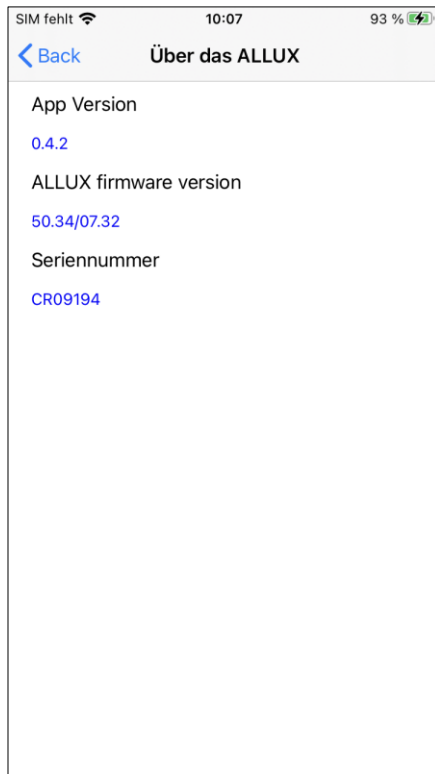 SIM fehlt 10:07 93 %
Back Über das ALLUX
App Version
0.4.2
ALLUX firmware version
50.34/07.32
Seriennummer
CR09194